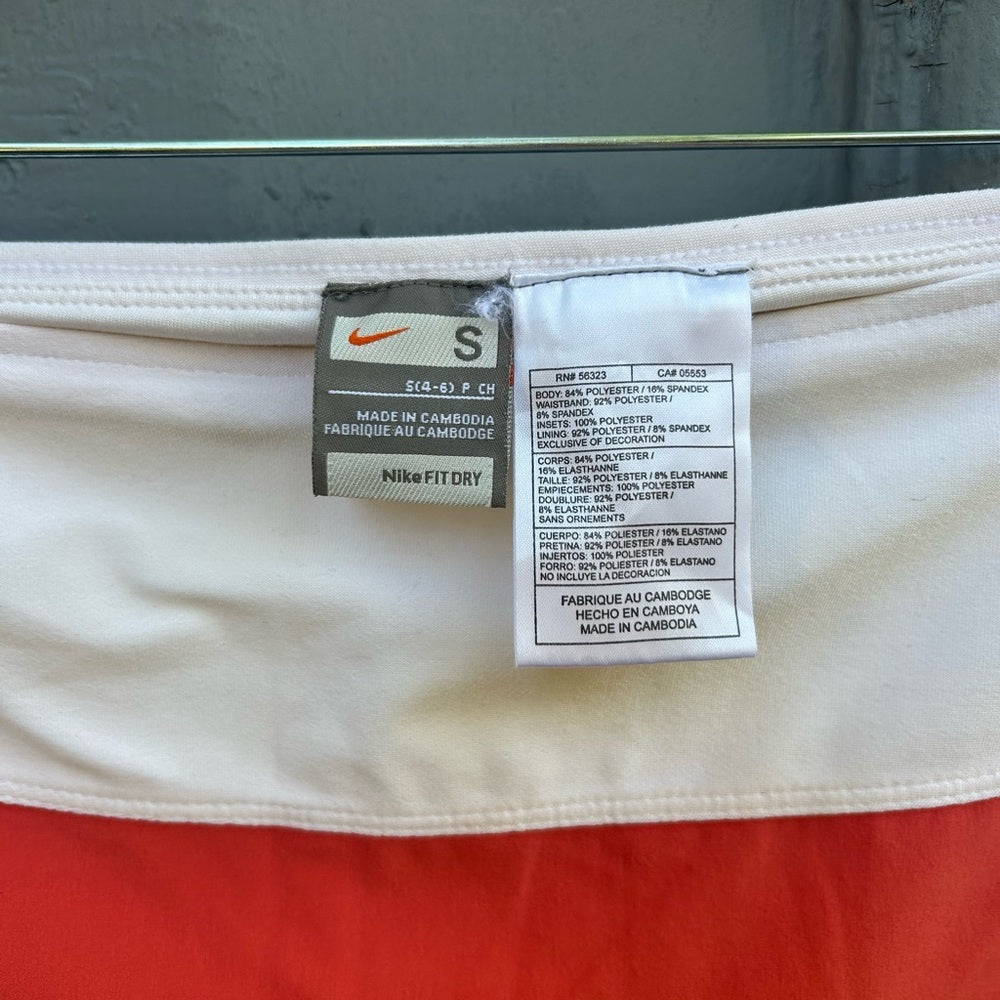 S
S(4-6) P CH
MADE IN CAMBODIA
FABRIQUE AU CAMBODGE
Nike FIT DRY
RN# 56323 CA# 05553
BODY: 84% POLYESTER / 16% SPANDEX
WAISTBAND: 92% POLYESTER /
8% SPANDEX
INSETS: 100% POLYESTER
LINING: 92% POLYESTER / 8% SPANDEX
EXCLUSIVE OF DECORATION
CORPS: 84% POLYESTER /
16% ELASTHANNE
TAILLE: 92% POLYESTER / 8% ELASTHANNE
EMPIECEMENTS: 100% POLYESTER
DOUBLURE: 92% POLYESTER /
8% ELASTHANNE
SANS ORNEMENTS
CUERPO: 84% POLIESTER / 16% ELASTANO
PRETINA: 92% POLIESTER / 8% ELASTANO
INJERTOS: 100% POLIESTER
FORRO: 92% POLIESTER / 8% ELASTANO
NO INCLUYE LA DECORACION
FABRIQUE AU CAMBODGE
HECHO EN CAMBOYA
MADE IN CAMBODIA